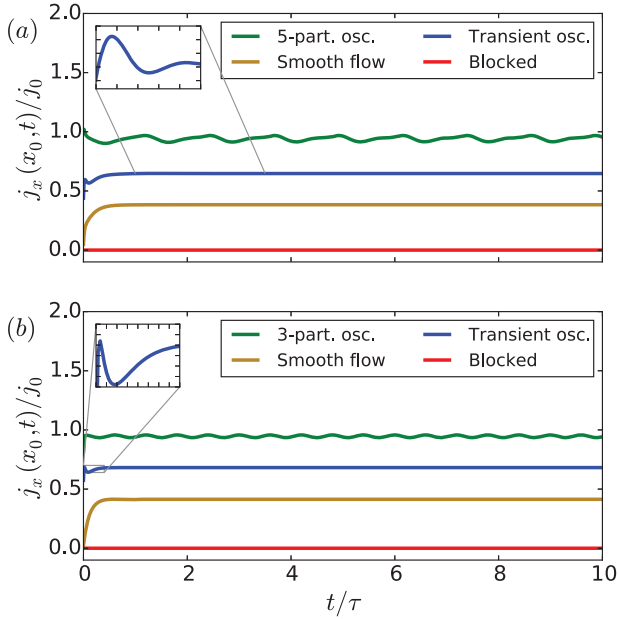 (a)
2.0
5-part. osc. Transient osc.
Smooth flow Blocked
1.5
1.0
0.5
0.0
j_x(x_0,t)/j_0
(b)
2.0
3-part. osc. Transient osc.
Smooth flow Blocked
1.5
1.0
0.5
0.0
j_x(x_0,t)/j_0
0 2 4 6 8 10
t/τ